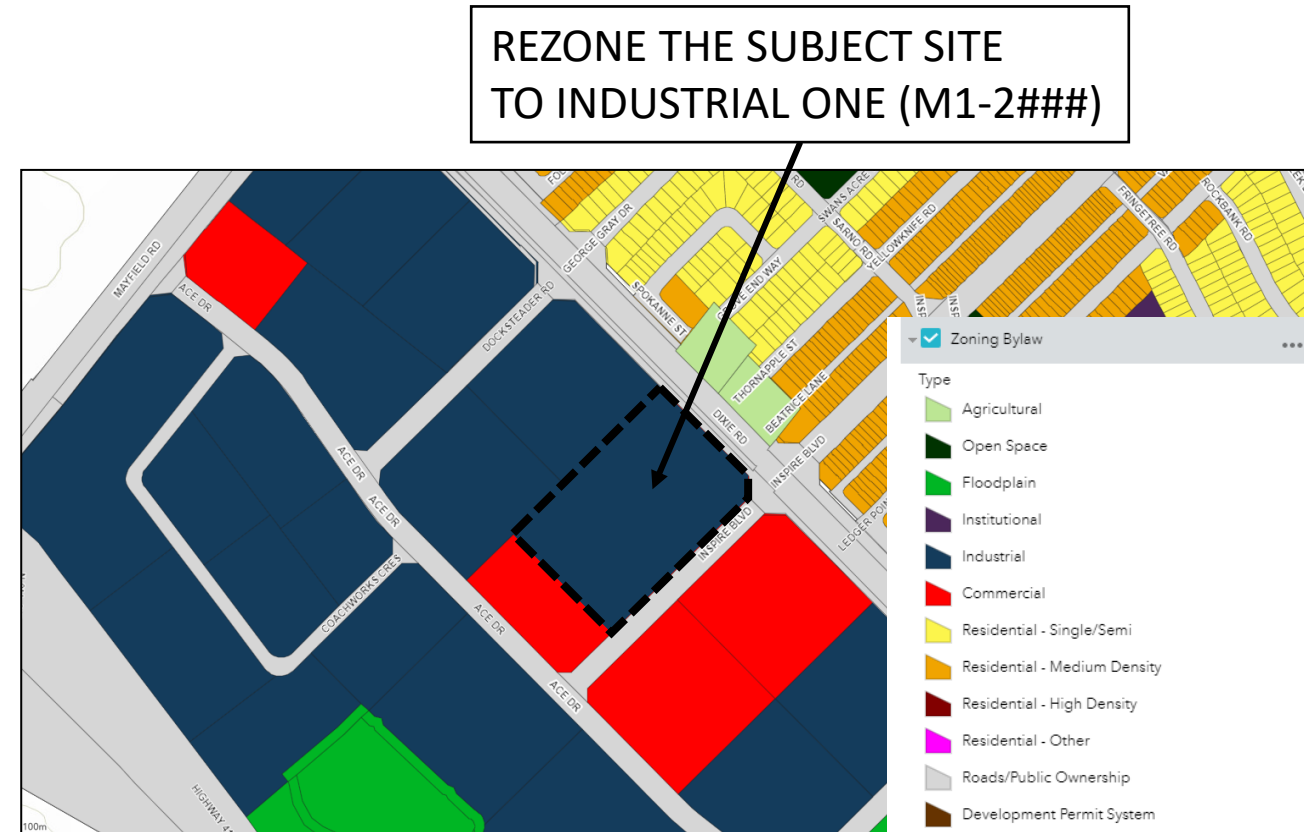 REZONE THE SUBJECT SITE
TO INDUSTRIAL ONE (M1-2###)
MAYFIELD RD
ACE DR
DOCKSTEADER RD
GEORGE GRAY DR
SPOKANNE ST
GROVE END WAY
SWANS ACRE
RD
SARNO RD
YELLOWKNIFE RD
FRINGETREE RD
ROCKBANK RD
THORNAPPLE ST
BEATRICE LANE
DIXIE RD
INSPIRE BLVD
INSPIRE BLVD
ACE DR
ACE DR
COACHWORKS CRES
ACE DR
ACE DR
100m
Zoning Bylaw
Type
Agricultural
Open Space
Floodplain
Institutional
Industrial
Commercial
Residential - Single/Semi
Residential - Medium Density
Residential - High Density
Residential - Other
Roads/Public Ownership
Development Permit System